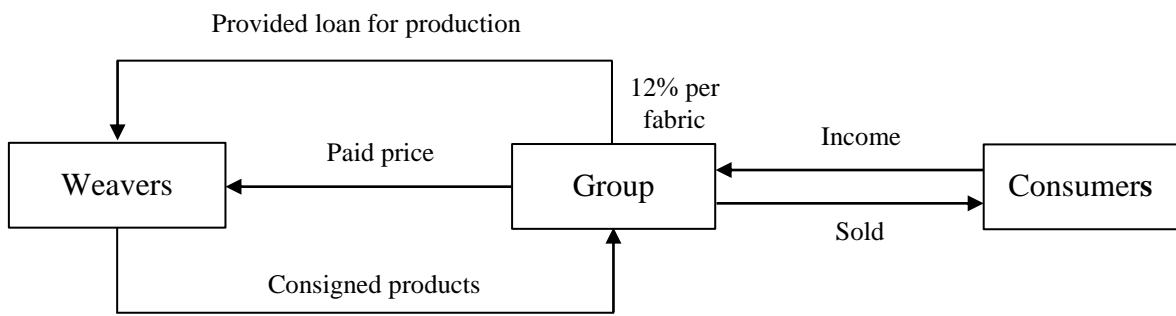 Provided loan for production
12% per
fabric
Income
Paid price
Weavers
Group
Consumers
Sold
Consigned products